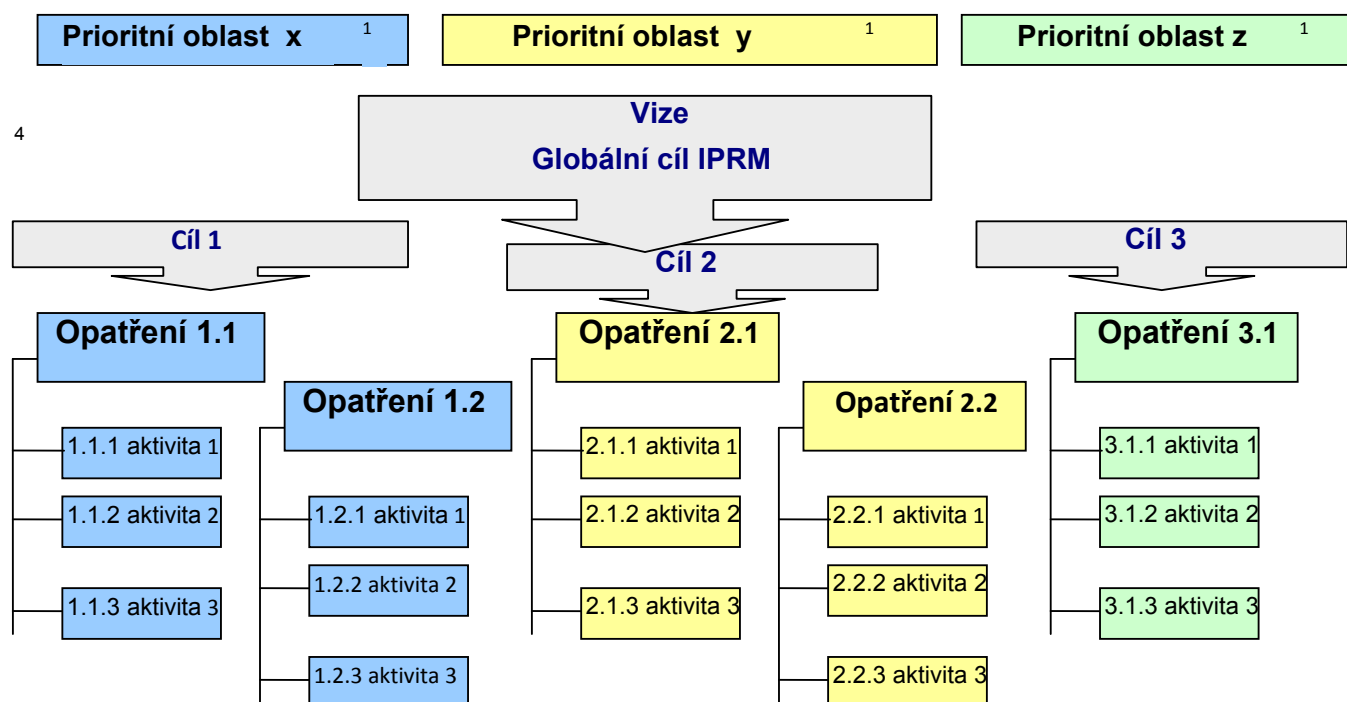 Prioritní oblast x 1
Prioritní oblast y 1
Prioritní oblast z 1
4
Vize
Globální cíl IPRM
Cíl 1
Cíl 2
Cíl 3
Opatření 1.1
Opatření 1.2
Opatření 2.1
Opatření 2.2
Opatření 3.1
1.1.1 aktivita 1
1.1.2 aktivita 2
1.1.3 aktivita 3
1.2.1 aktivita 1
1.2.2 aktivita 2
1.2.3 aktivita 3
2.1.1 aktivita 1
2.1.2 aktivita 2
2.1.3 aktivita 3
2.2.1 aktivita 1
2.2.2 aktivita 2
2.2.3 aktivita 3
3.1.1 aktivita 1
3.1.2 aktivita 2
3.1.3 aktivita 3